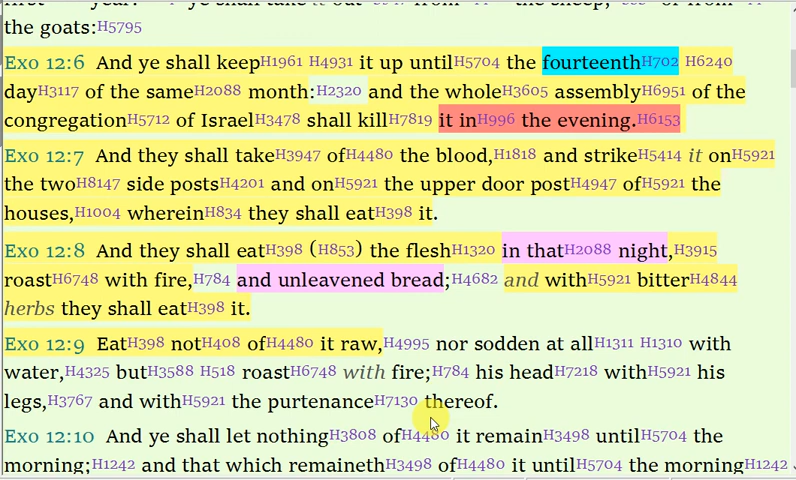 the goats:H5795
Exo 12:6 And ye shall keepH1961 H4931 it up untilH5704 the fourteenthH702 H6240
dayH3117 of the sameH2088 month:H2320 and the wholeH3605 assemblyH6951 of the
congregationH5712 of IsraelH3478 shall killH7819 it inH996 the evening.H6153
Exo 12:7 And they shall takeH3947 ofH4480 the blood,H1818 and strikeH5414 it onH5921
the twoH8147 side postsH4201 and onH5921 the upper door postH4947 ofH5921 the
houses,H1004 whereinH834 they shall eatH398 it.
Exo 12:8 And they shall eatH398 (H853) the fleshH1320 in thatH2088 night,H3915
roastH6748 with fire,H784 and unleavened bread;H4682 and withH5921 bitterH4844
herbs they shall eatH398 it.
Exo 12:9 EatH398 notH408 ofH4480 it raw,H4995 nor sodden at allH1311 H1310 with
water,H4325 butH3588 H518 roastH6748 with fire;H784 his headH7218 withH5921 his
legs,H3767 and withH5921 the purtenanceH7130 thereof.
Exo 12:10 And ye shall let nothingH3808 ofH4480 it remainH3498 untilH5704 the
morning;H1242 and that which remainethH3498 ofH4480 it untilH5704 the morningH1242